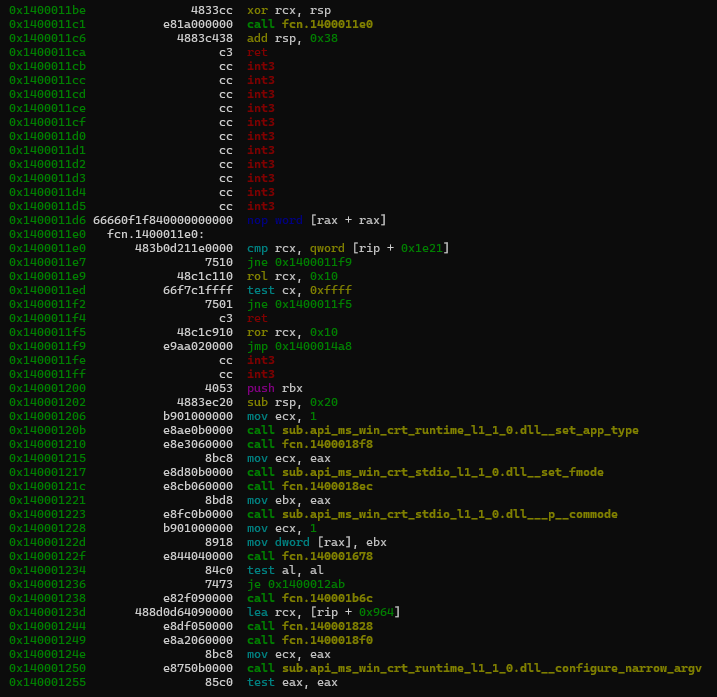 0x1400011be 4833cc xor rcx, rsp
0x1400011c1 e81a000000 call fcn.1400011e0
0x1400011c6 4883c438 add rsp, 0x38
0x1400011ca c3 ret
0x1400011cb cc int3
0x1400011cc cc int3
0x1400011cd cc int3
0x1400011ce cc int3
0x1400011cf cc int3
0x1400011d0 cc int3
0x1400011d1 cc int3
0x1400011d2 cc int3
0x1400011d3 cc int3
0x1400011d4 cc int3
0x1400011d5 cc int3
0x1400011d6 66660f1f840000000000 nop word [rax + rax]
0x1400011e0 fcn.1400011e0:
0x1400011e0 483b0d211e0000 cmp rcx, qword [rip + 0x1e21]
0x1400011e7 7510 jne 0x1400011f9
0x1400011e9 48c1c110 rol rcx, 0x10
0x1400011ed 66f7c1ffff test cx, 0xffff
0x1400011f2 7501 jne 0x1400011f5
0x1400011f4 c3 ret
0x1400011f5 48c1c910 ror rcx, 0x10
0x1400011f9 e9aa020000 jmp 0x1400014a8
0x1400011fe cc int3
0x1400011ff cc int3
0x140001200 4053 push rbx
0x140001202 4883ec20 sub rsp, 0x20
0x140001206 b901000000 mov ecx, 1
0x14000120b e8ae0b0000 call sub.api_ms_win_crt_runtime_l1_1_0.dll__set_app_type
0x140001210 e8e3060000 call fcn.1400018f8
0x140001215 8bc8 mov ecx, eax
0x140001217 e8d80b0000 call sub.api_ms_win_crt_stdio_l1_1_0.dll__set_fmode
0x14000121c e8cb060000 call fcn.1400018ec
0x140001221 8bd8 mov ebx, eax
0x140001223 e8fc0b0000 call sub.api_ms_win_crt_stdio_l1_1_0.dll___p__commode
0x140001228 b901000000 mov ecx, 1
0x14000122d 8918 mov dword [rax], ebx
0x14000122f e844040000 call fcn.140001678
0x140001234 84c0 test al, al
0x140001236 7473 je 0x1400012ab
0x140001238 e82f090000 call fcn.140001b6c
0x14000123d 488d0d64090000 lea rcx, [rip + 0x964]
0x140001244 e8df050000 call fcn.140001828
0x140001249 e8a2060000 call fcn.1400018f0
0x14000124e 8bc8 mov ecx, eax
0x140001250 e8750b0000 call sub.api_ms_win_crt_runtime_l1_1_0.dll__configure_narrow_argv
0x140001255 85c0 test eax, eax